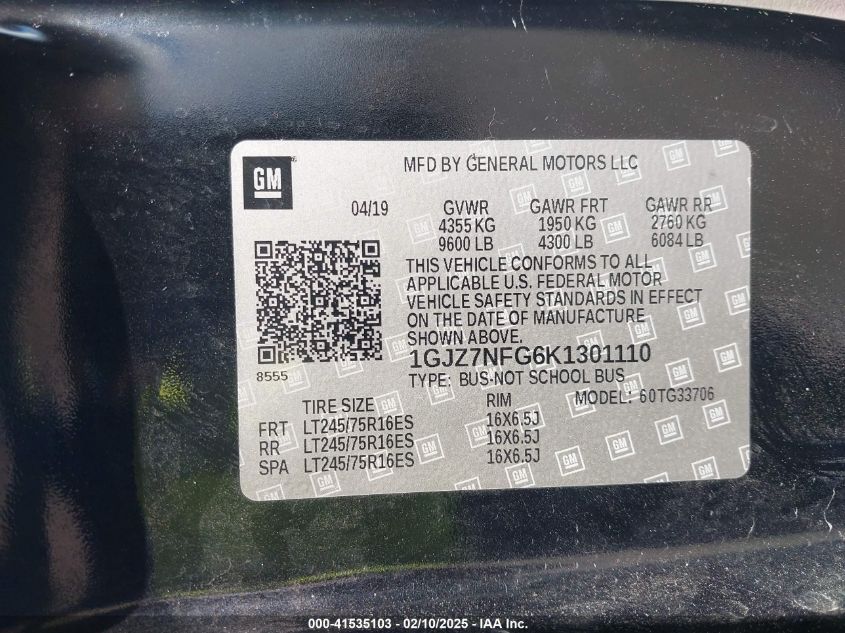 GM
MFD BY GENERAL MOTORS LLC
04/19 GVWR GAWR FRT GAWR RR
4355 KG 1950 KG 2760 KG
9600 LB 4300 LB 6084 LB
THIS VEHICLE CONFORMS TO ALL
APPLICABLE U.S. FEDERAL MOTOR
VEHICLE SAFETY STANDARDS IN EFFECT
ON THE DATE OF MANUFACTURE
SHOWN ABOVE.
8555
1GJZ7NFG6K1301110
TYPE: BUS-NOT SCHOOL BUS
MODEL: 60TG33706
TIRE SIZE RIM
FRT LT245/75R16ES 16X6.5J
RR LT245/75R16ES 16X6.5J
SPA LT245/75R16ES 16X6.5J
000-41535103 - 02/10/2025 - IAA Inc.